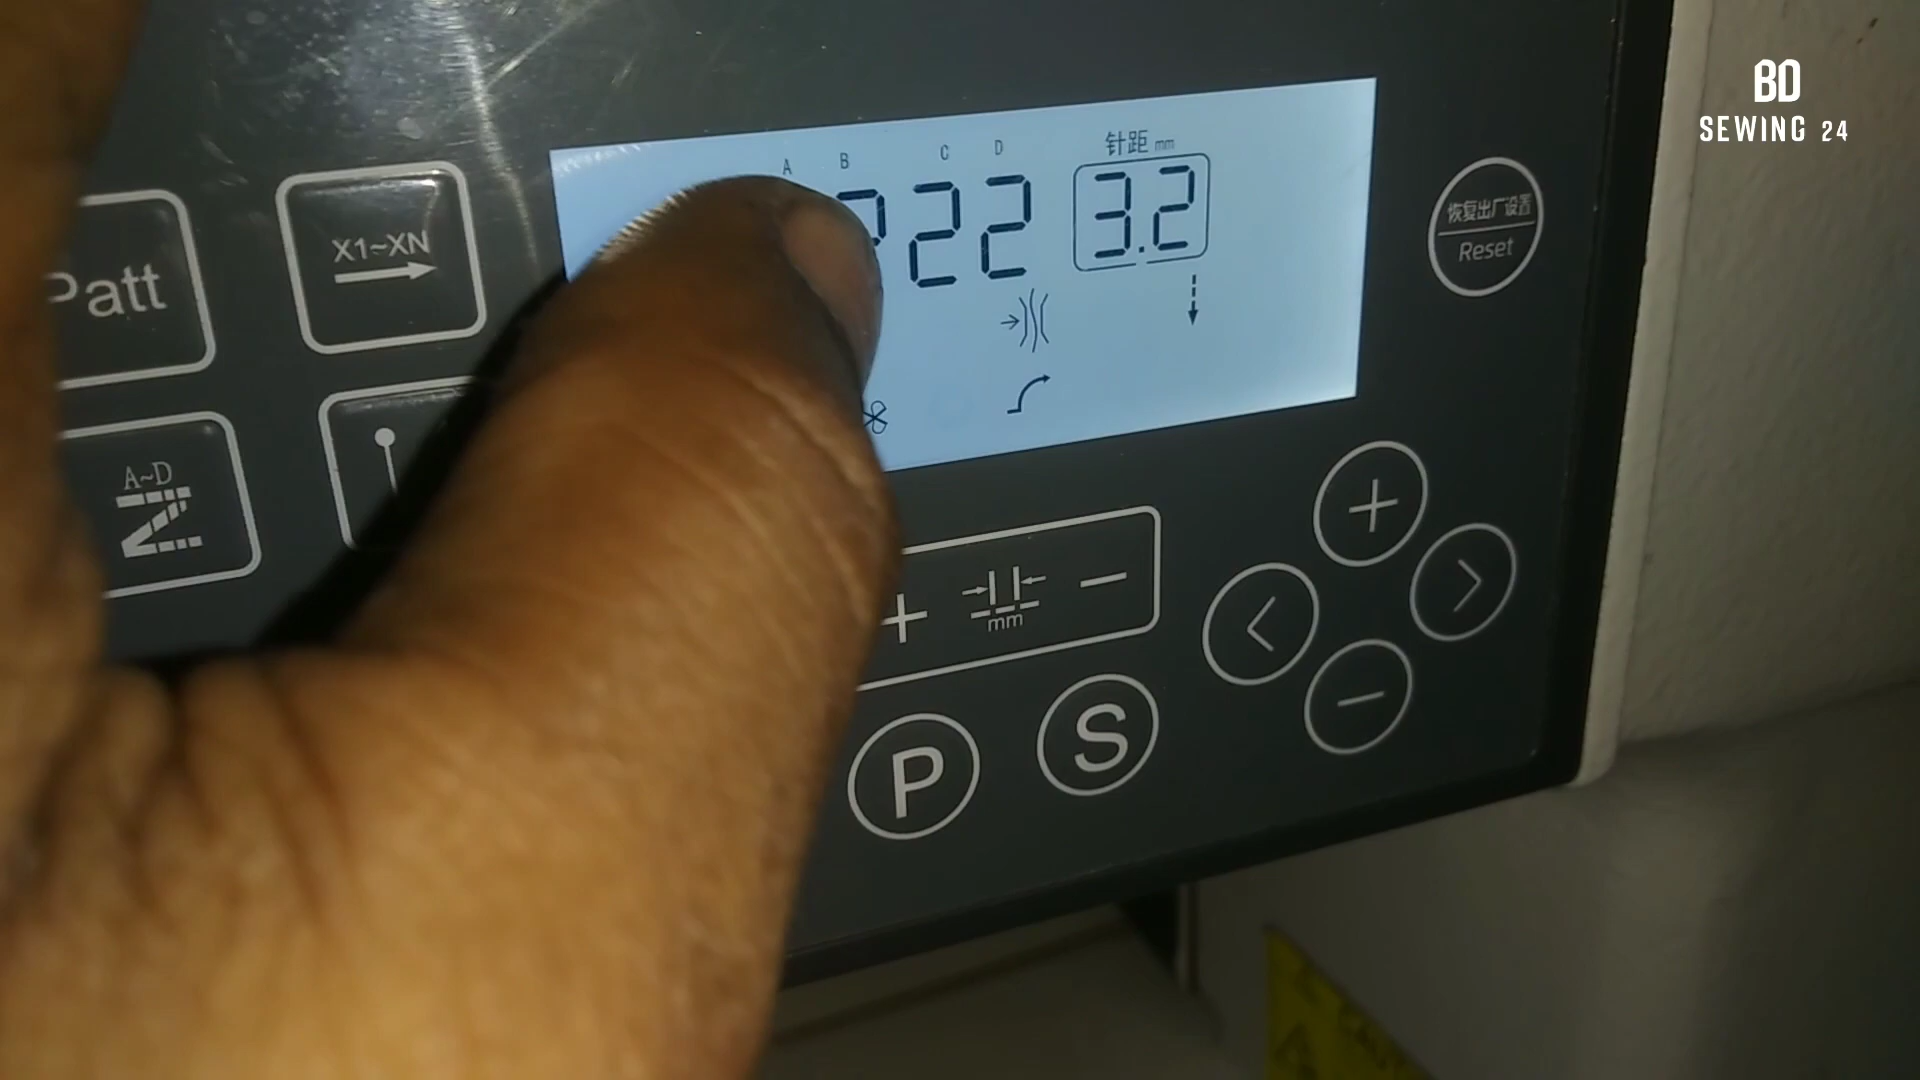 BD
SEWING 24
A B C D
针距 mm
22 3.2
恢复出厂设置
Reset
X1~XN
Patt
A~D
+ mm −
+
< >
−
P S